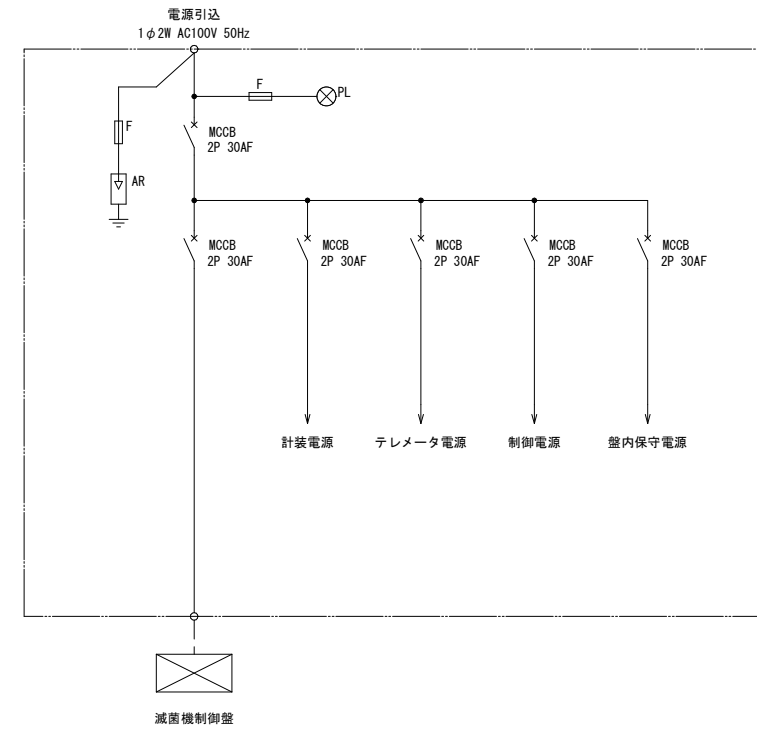 電源引込
1φ2W AC100V 50Hz
F
PL
F
MCCB
2P 30AF
AR
MCCB
2P 30AF
MCCB
2P 30AF
MCCB
2P 30AF
MCCB
2P 30AF
MCCB
2P 30AF
計装電源
テレメータ電源
制御電源
盤内保守電源
滅菌機制御盤